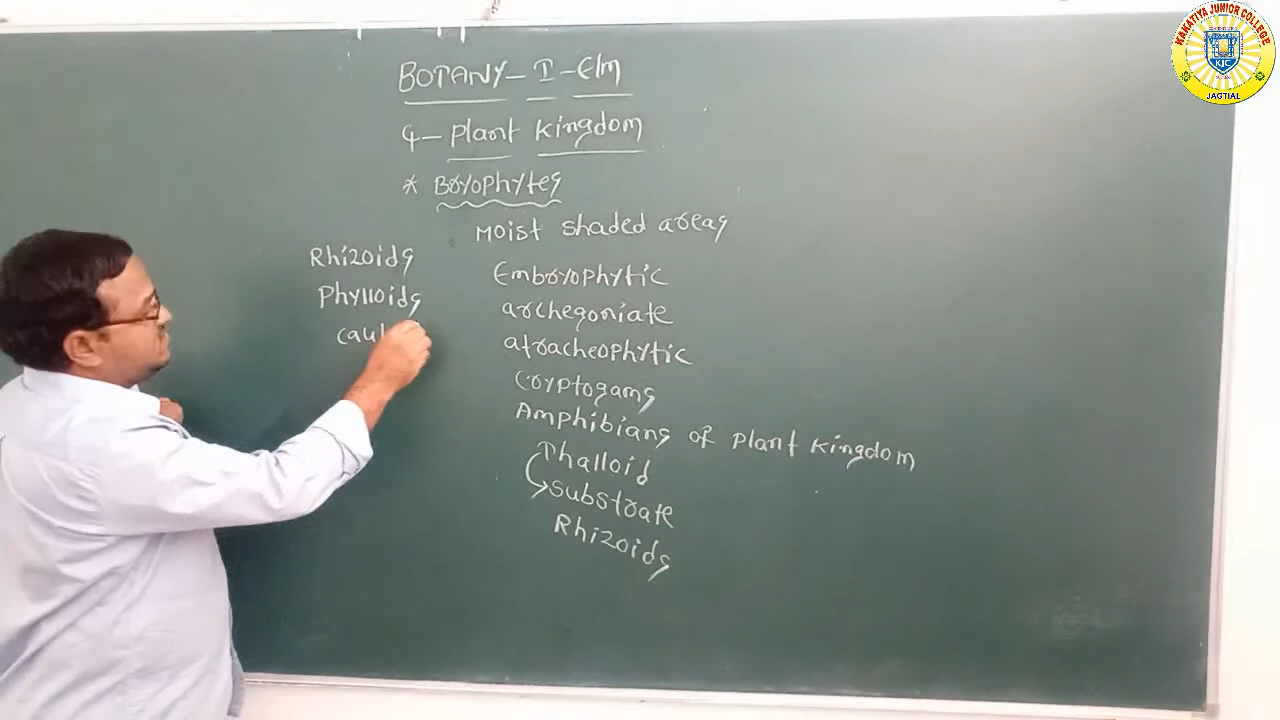 BOTANY - I - E/M
4 - Plant Kingdom
* Bryophytes
Moist shaded areas
Embryophytic
archegoniate
atracheophytic
Cryptogams
Amphibians of Plant Kingdom
Thalloid
substrate
Rhizoids
Rhizoids
Phylloids
caul
KAKATIYA JUNIOR COLLEGE
KJC
JAGTIAL